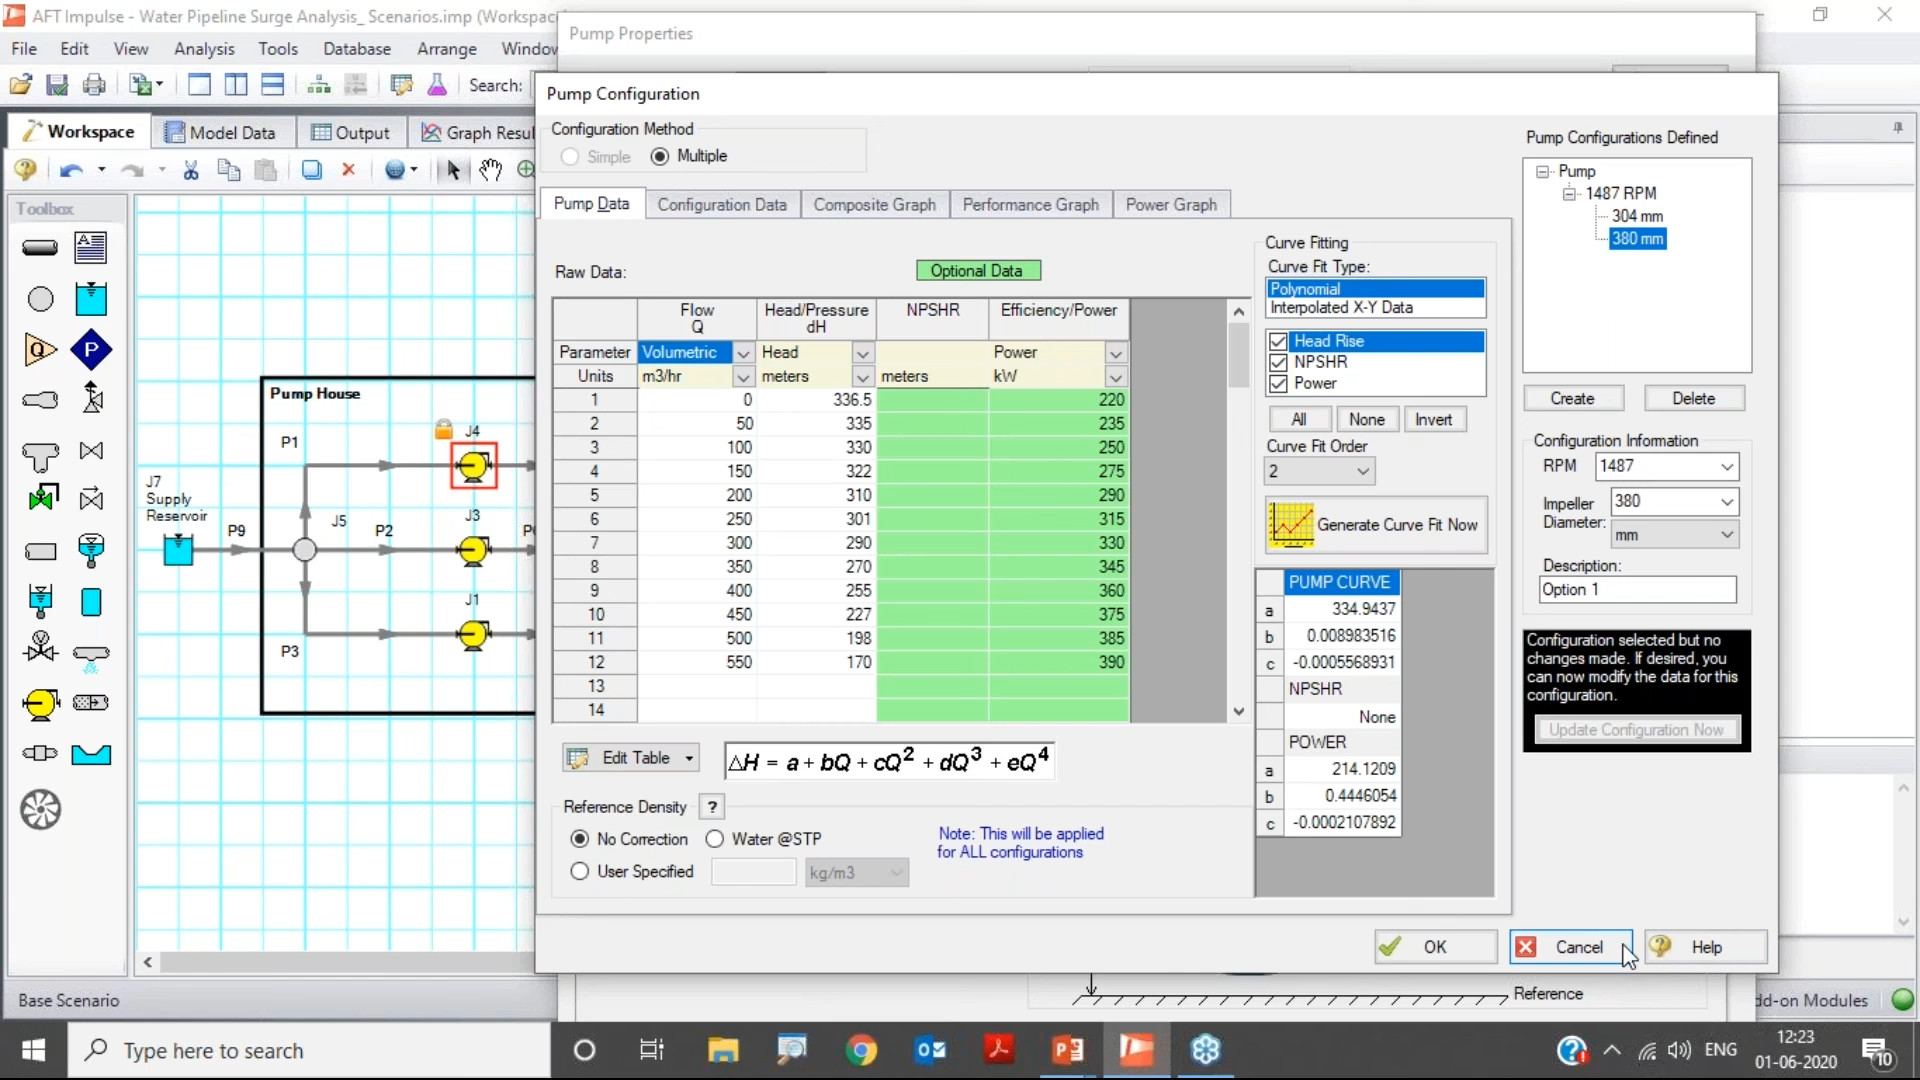 AFT Impulse - Water Pipeline Surge Analysis_ Scenarios.imp (Workspac
File Edit View Analysis Tools Database Arrange Window
Search:
Workspace Model Data Output Graph Resul
Toolbox
Pump House
P1
J4
J7
Supply
Reservoir
P9
J5
P2
J3
J1
P3
Base Scenario
Pump Properties
Pump Configuration
Configuration Method
Simple Multiple
Pump Data Configuration Data Composite Graph Performance Graph Power Graph
Raw Data: Optional Data
Flow Q Head/Pressure dH NPSHR Efficiency/Power
Parameter Volumetric Head Power
Units m3/hr meters meters kW
1 0 336.5 220
2 50 335 235
3 100 330 250
4 150 322 275
5 200 310 290
6 250 301 315
7 300 290 330
8 350 270 345
9 400 255 360
10 450 227 375
11 500 198 385
12 550 170 390
13
14
Edit Table
△H = a + bQ + cQ² + dQ³ + eQ⁴
Reference Density ?
No Correction Water @STP
User Specified kg/m3
Note: This will be applied
for ALL configurations
Curve Fitting
Curve Fit Type:
Polynomial
Interpolated X-Y Data
Head Rise
NPSHR
Power
All None Invert
Curve Fit Order
2
Generate Curve Fit Now
PUMP CURVE
a 334.9437
b 0.008983516
c -0.0005568931
NPSHR
None
POWER
a 214.1209
b 0.4446054
c -0.0002107892
Pump Configurations Defined
Pump
1487 RPM
304 mm
380 mm
Create Delete
Configuration Information
RPM 1487
Impeller
Diameter: 380
mm
Description:
Option 1
Configuration selected but no
changes made. If desired, you
can now modify the data for this
configuration.
Update Configuration Now
OK Cancel Help
Reference
dd-on Modules
Type here to search
ENG
12:23
01-06-2020
10